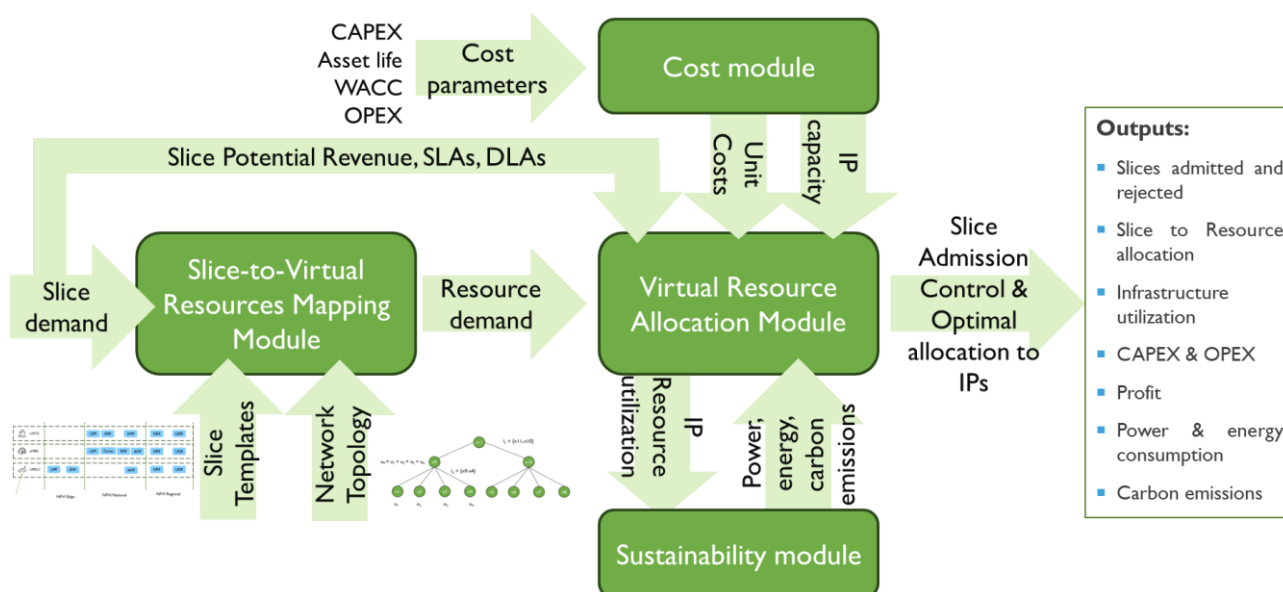 CAPEX
Asset life
WACC
OPEX
Cost
parameters
Cost module
Slice Potential Revenue, SLAs, DLAs
Unit
Costs
IP
capacity
Slice
demand
Slice-to-Virtual
Resources Mapping
Module
Resource
demand
Virtual Resource
Allocation Module
Slice
Admission
Control &
Optimal
allocation to
IPs
Outputs:
Slices admitted and
rejected
Slice to Resource
allocation
Infrastructure
utilization
CAPEX & OPEX
Profit
Power & energy
consumption
Carbon emissions
Slice
Templates
Network
Topology
IP
Resource
utilization
Power,
energy,
carbon
emissions
Sustainability module